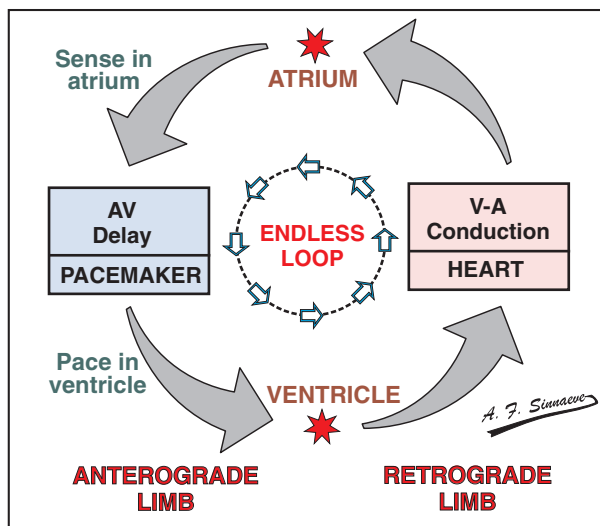 Sense in
atrium
ATRIUM
AV
Delay
PACEMAKER
ENDLESS
LOOP
V-A
Conduction
HEART
Pace in
ventricle
VENTRICLE
A. F. Sinnaeve
ANTEROGRADE
LIMB
RETROGRADE
LIMB